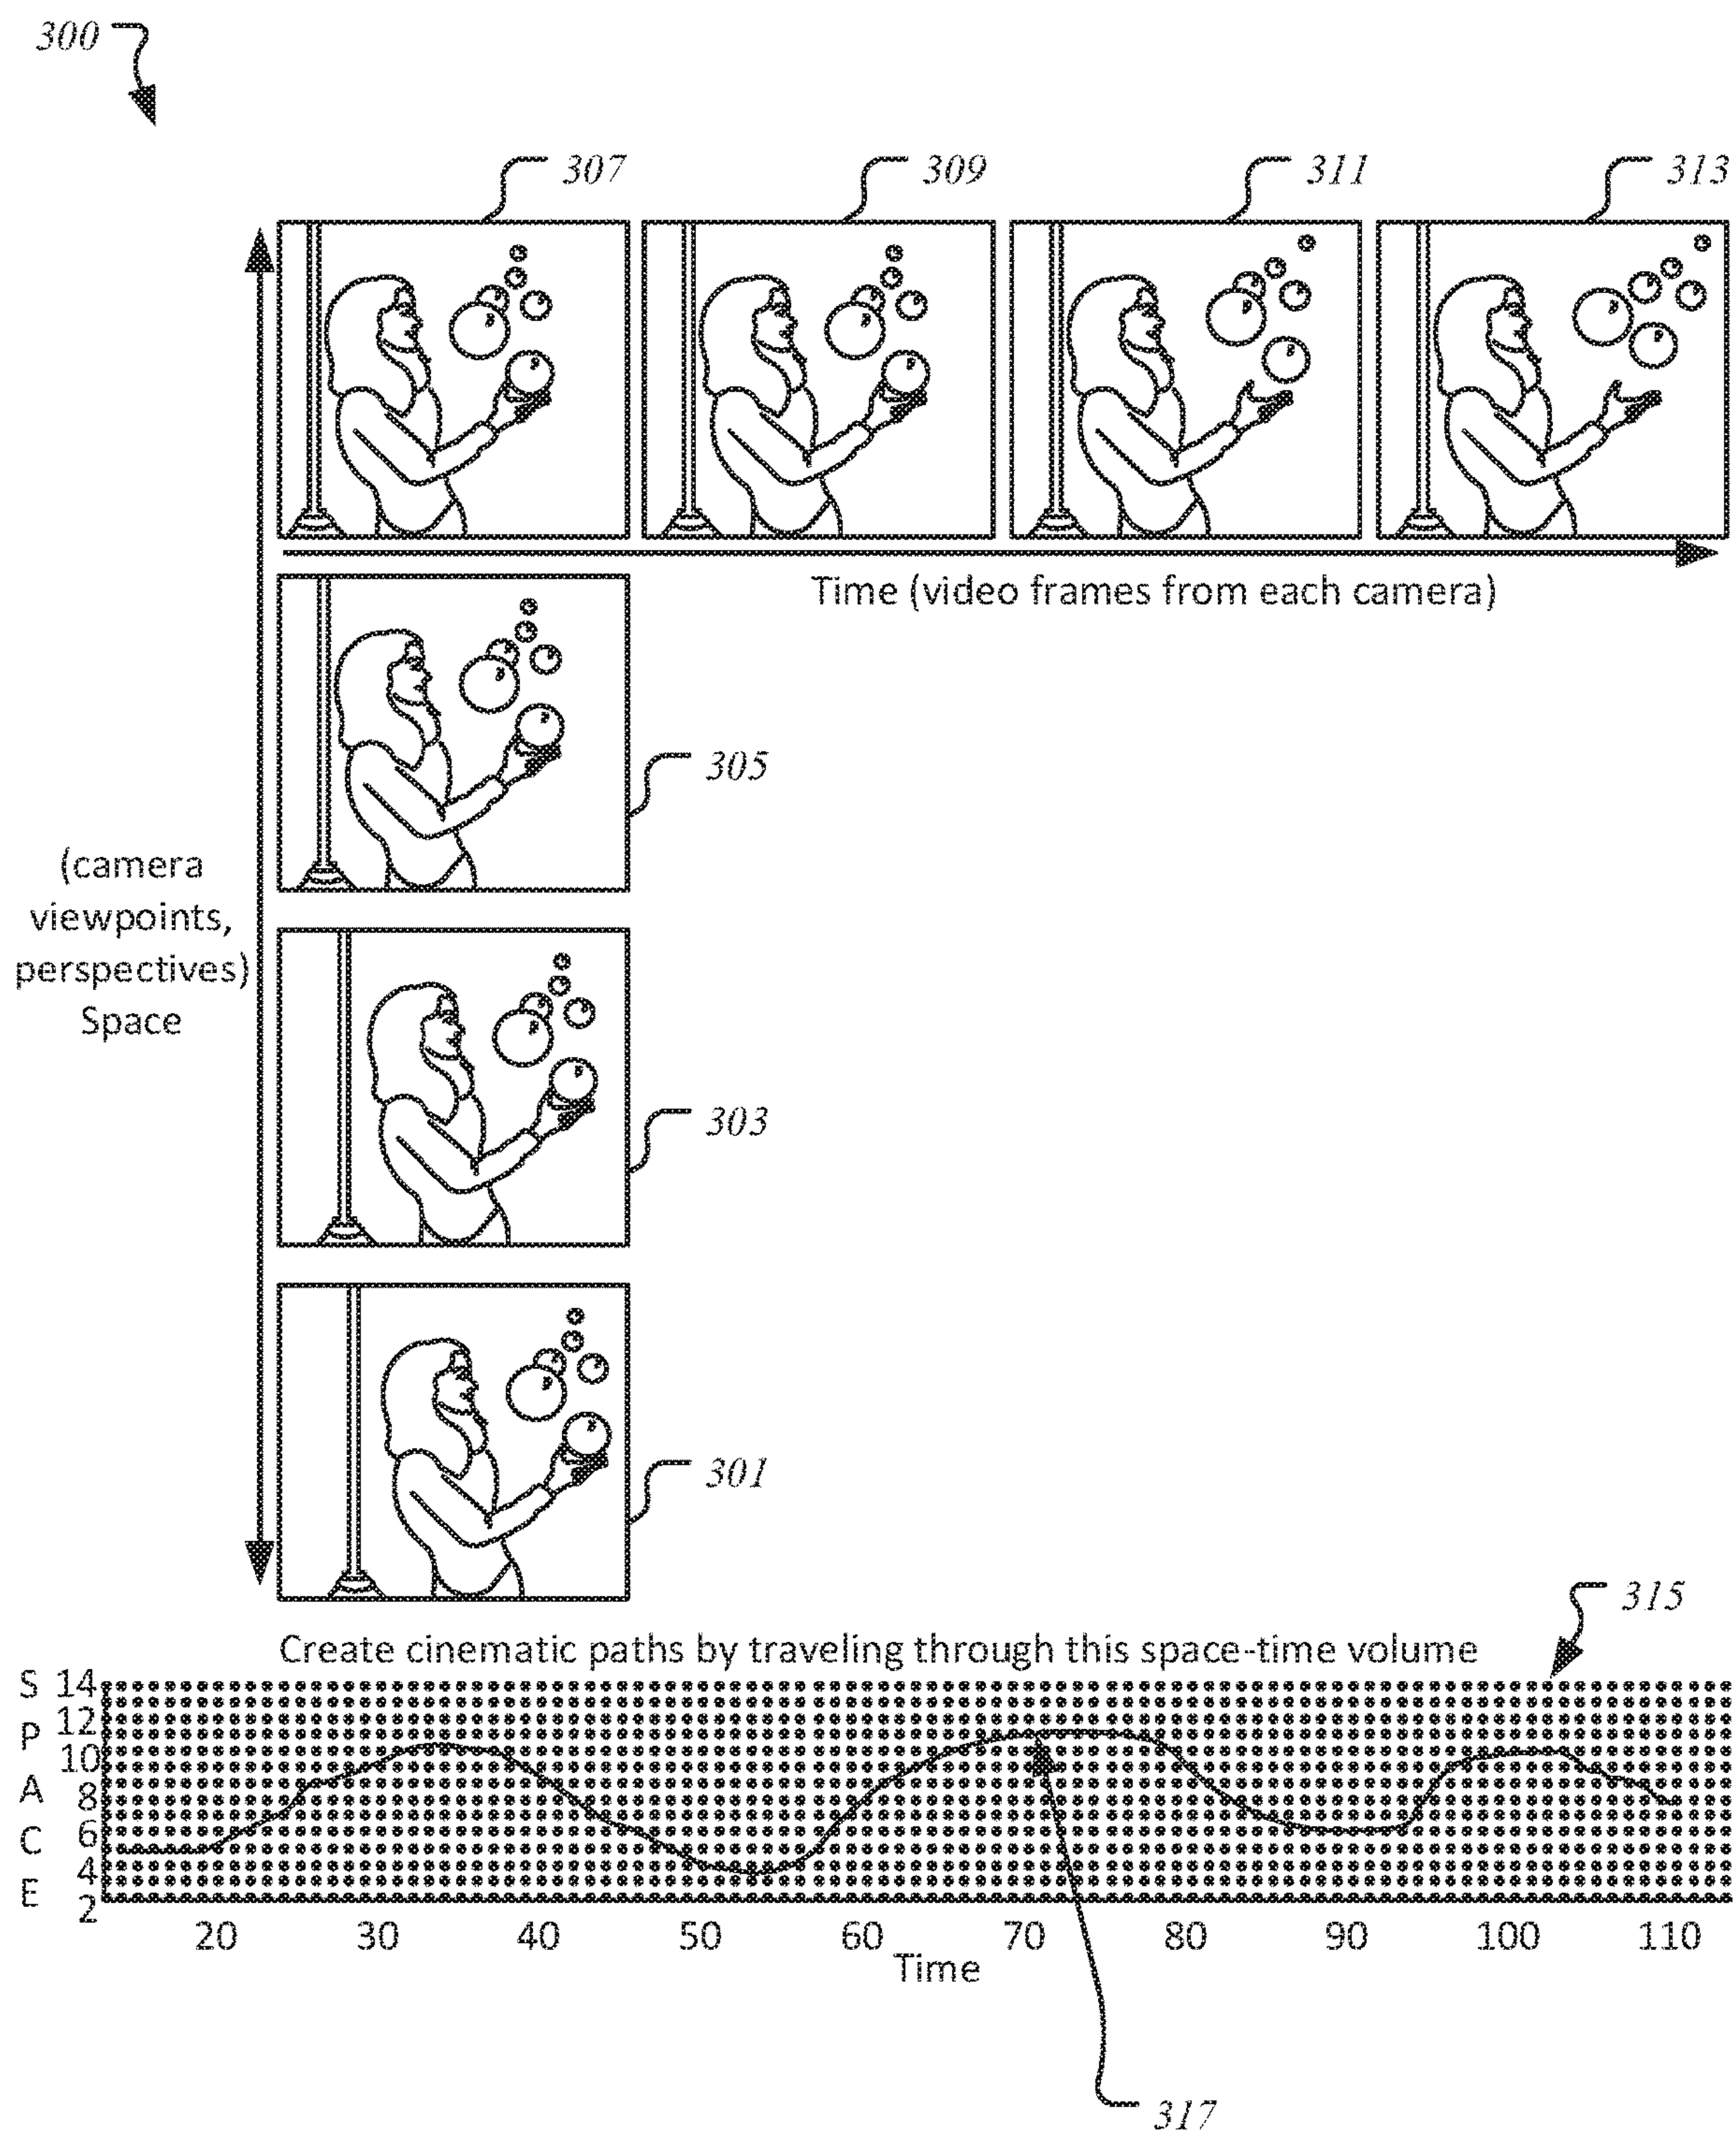 300
307
309
311
313
Time (video frames from each camera)
305
(camera
viewpoints,
perspectives)
Space
303
301
315
Create cinematic paths by traveling through this space-time volume
S P A C E
14
12
10
8
6
4
2
20 30 40 50 60 70 80 90 100 110
Time
317